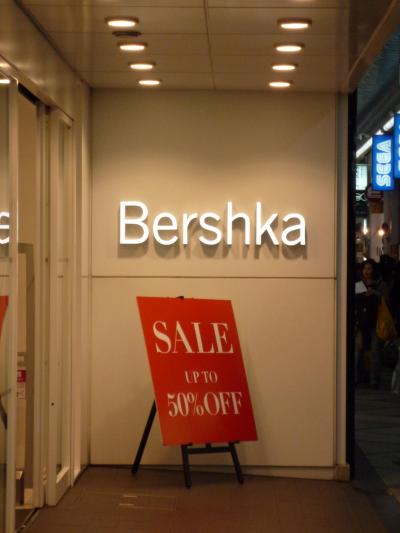 Bershka
SALE
UP TO
50% OFF
SEGA